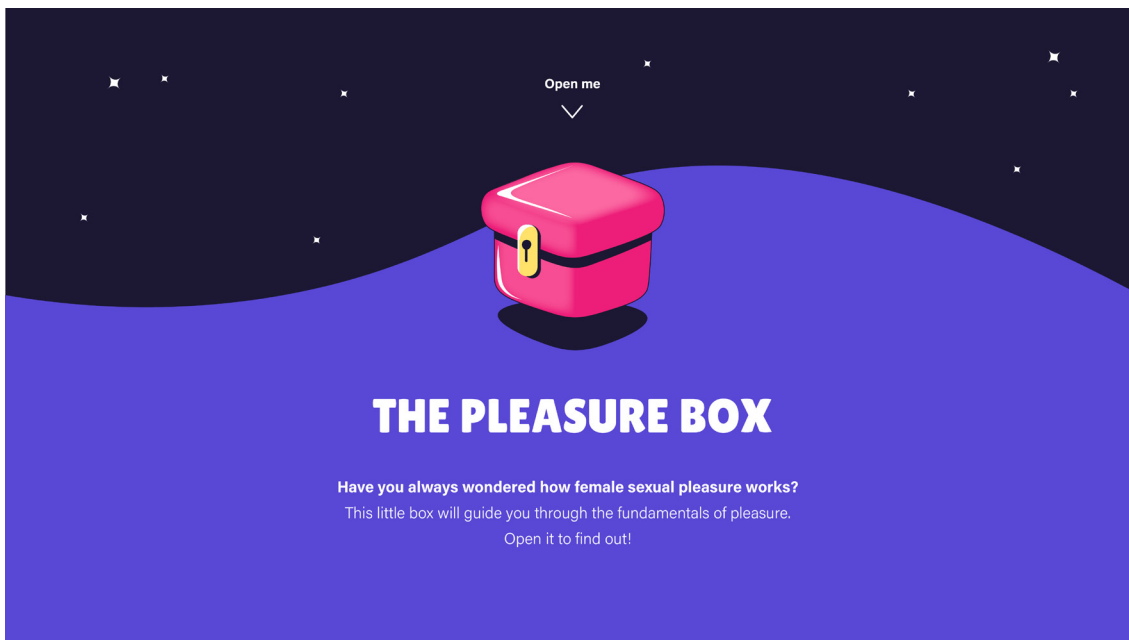 Open me
THE PLEASURE BOX
Have you always wondered how female sexual pleasure works?
This little box will guide you through the fundamentals of pleasure.
Open it to find out!